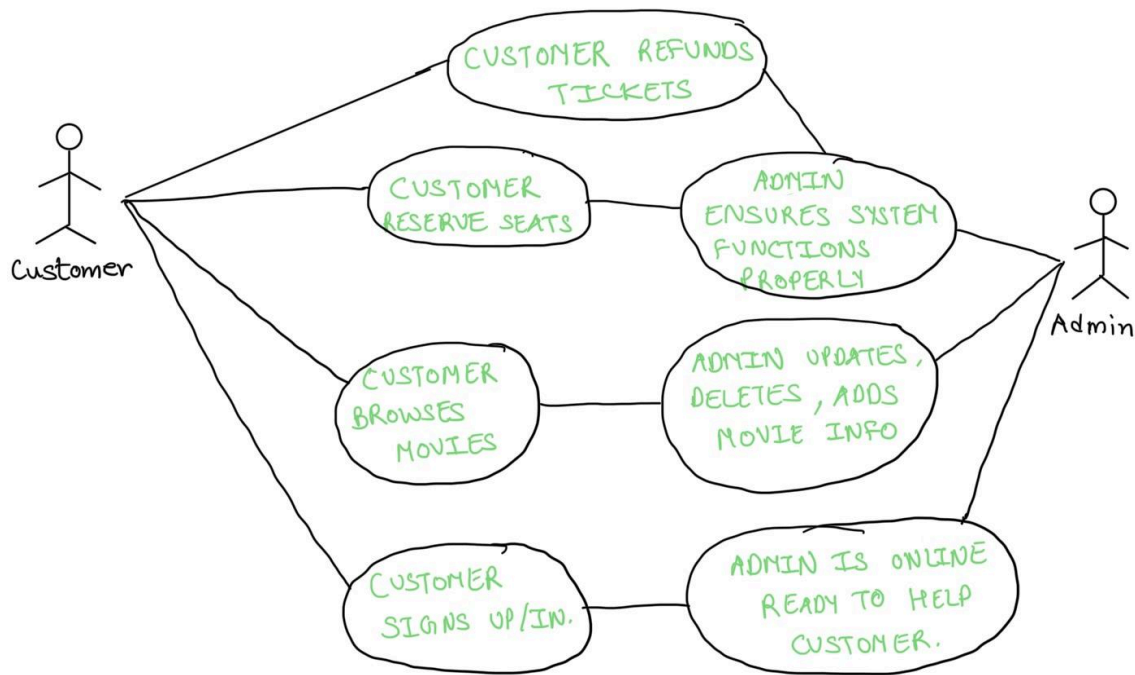 CUSTOMER REFUNDS
TICKETS
CUSTOMER
RESERVE SEATS
ADMIN
ENSURES SYSTEM
FUNCTIONS
PROPERLY
Customer
Admin
CUSTOMER
BROWSES
MOVIES
ADMIN UPDATES,
DELETES, ADDS
MOVIE INFO
CUSTOMER
SIGNS UP/IN.
ADMIN IS ONLINE
READY TO HELP
CUSTOMER.